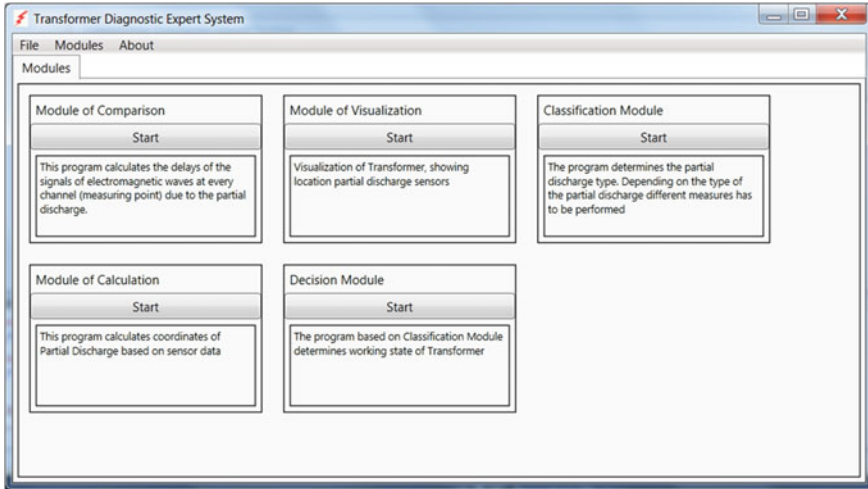 Transformer Diagnostic Expert System
File Modules About
Modules
Module of Comparison
Start
This program calculates the delays of the
signals of electromagnetic waves at every
channel (measuring point) due to the partial
discharge.
Module of Visualization
Start
Visualization of Transformer, showing
location partial discharge sensors
Classification Module
Start
The program determines the partial
discharge type. Depending on the type of
the partial discharge different measures has
to be performed
Module of Calculation
Start
This program calculates coordinates of
Partial Discharge based on sensor data
Decision Module
Start
The program based on Classification Module
determines working state of Transformer